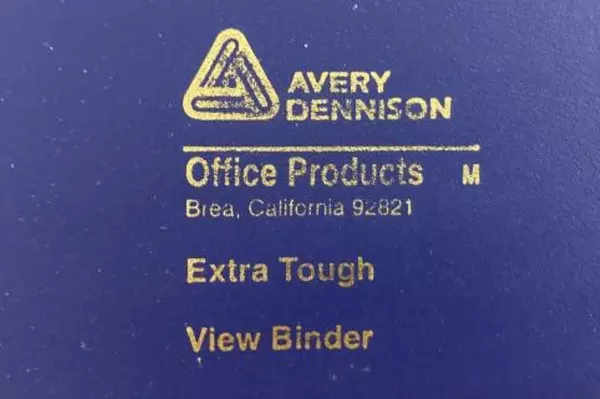 AVERY
DENNISON
Office Products M
Brea, California 92821
Extra Tough
View Binder